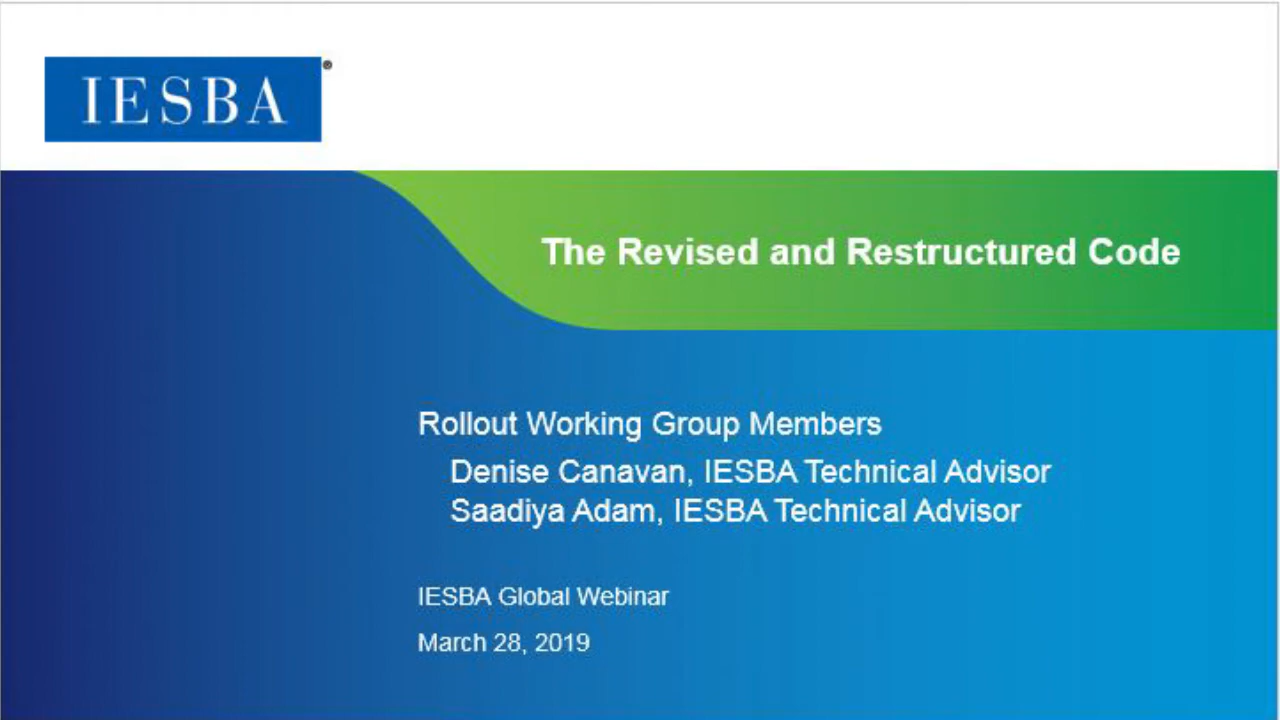 IESBA®
The Revised and Restructured Code
Rollout Working Group Members
Denise Canavan, IESBA Technical Advisor
Saadiya Adam, IESBA Technical Advisor
IESBA Global Webinar
March 28, 2019